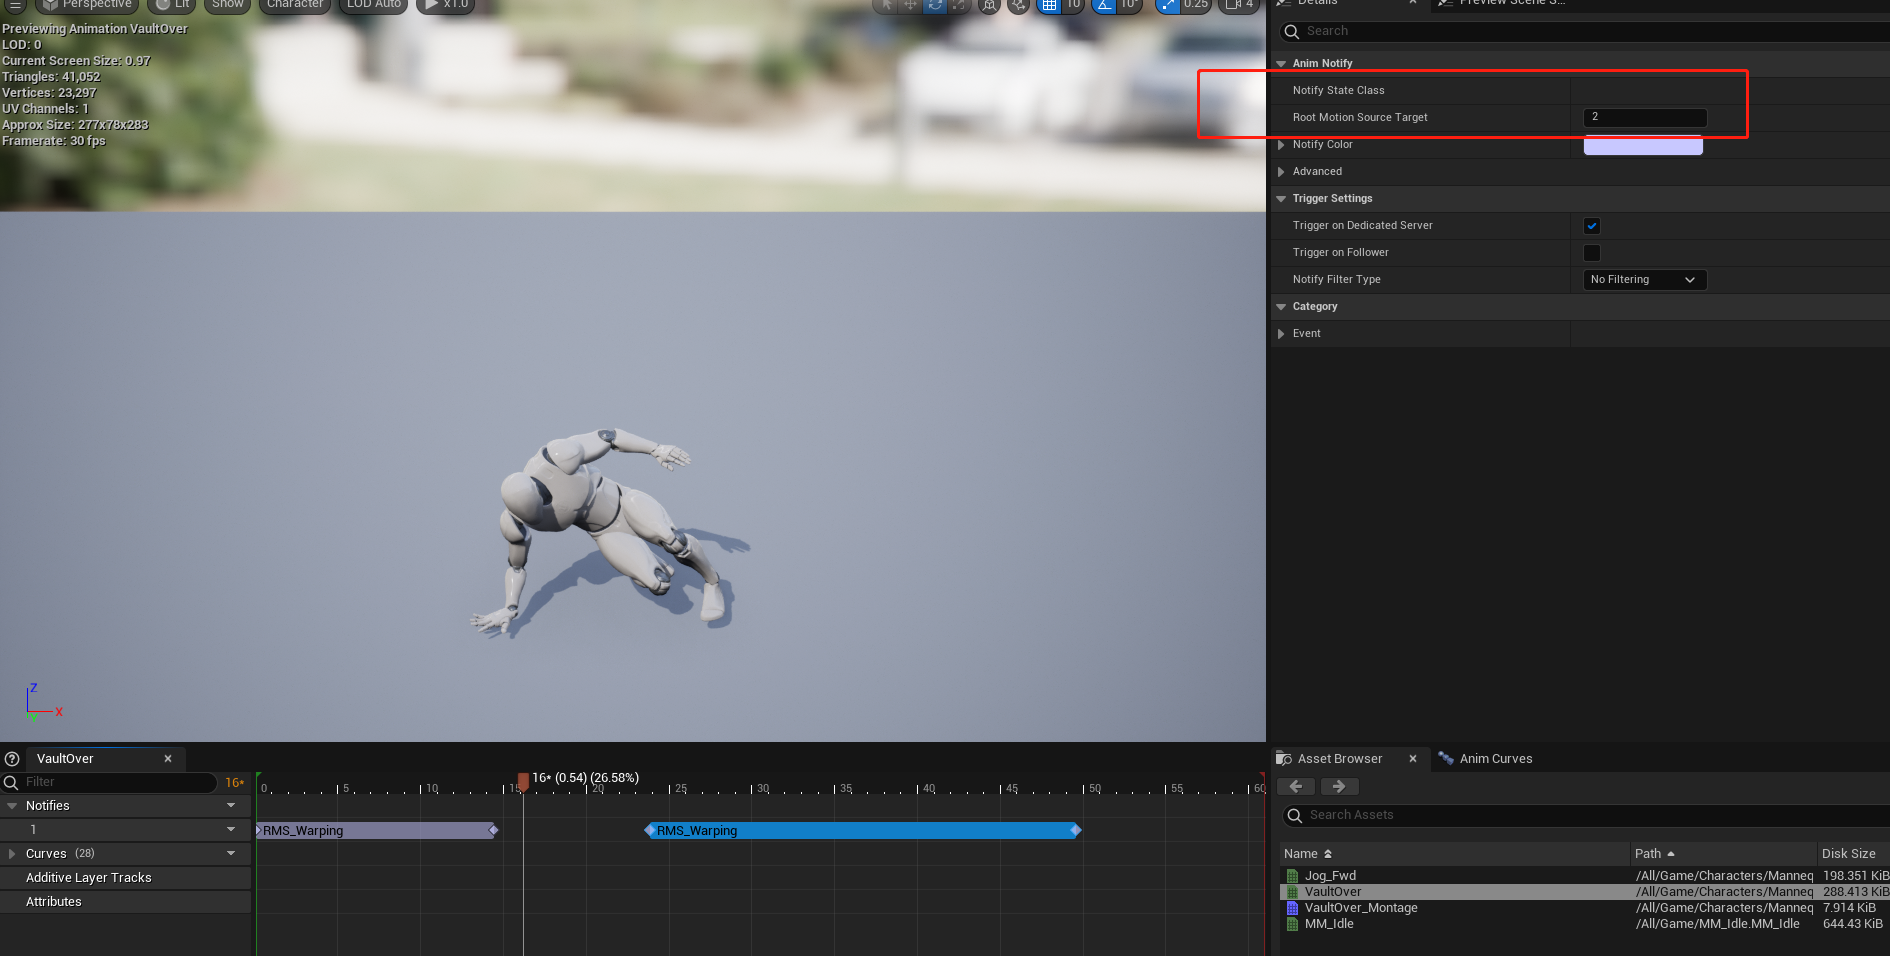 Perspective
Lit
Show
Character
LOD Auto
x1.0
10
10°
0.25
4
Previewing Animation VaultOver
LOD: 0
Current Screen Size: 0.97
Triangles: 41,052
Vertices: 23,297
UV Channels: 1
Approx Size: 277x78x283
Framerate: 30 fps
Z
X
Y
Details
Preview Scene S...
Search
Anim Notify
Notify State Class
Root Motion Source Target
2
Notify Color
Advanced
Trigger Settings
Trigger on Dedicated Server
Trigger on Follower
Notify Filter Type
No Filtering
Category
Event
VaultOver
Filter
16*
16* (0.54) (26.58%)
0
5
10
15
20
25
30
35
40
45
50
55
60
Notifies
1
RMS_Warping
RMS_Warping
Curves (28)
Additive Layer Tracks
Attributes
Asset Browser
Anim Curves
Search Assets
Name
Path
Disk Size
Jog_Fwd
/All/Game/Characters/Manneq
198.351 KiB
VaultOver
/All/Game/Characters/Manneq
288.413 KiB
VaultOver_Montage
/All/Game/Characters/Manneq
7.914 KiB
MM_Idle
/All/Game/MM_Idle.MM_Idle
644.43 KiB